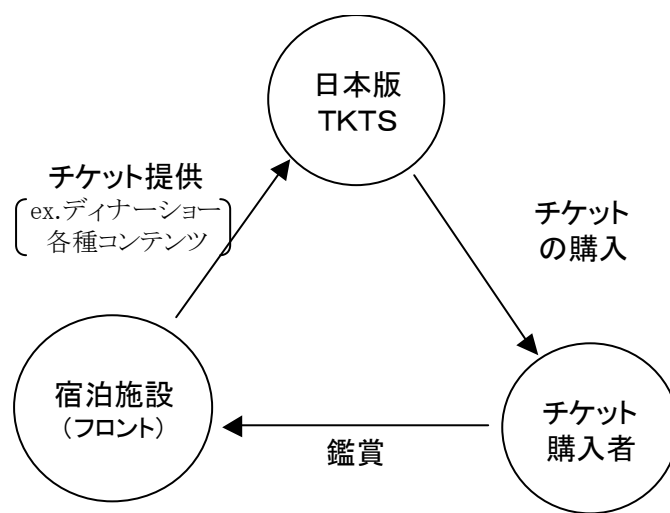 日本版
TKTS
チケット提供
ex.ディナーショー
各種コンテンツ
チケット
の購入
宿泊施設
（フロント）
鑑賞
チケット
購入者